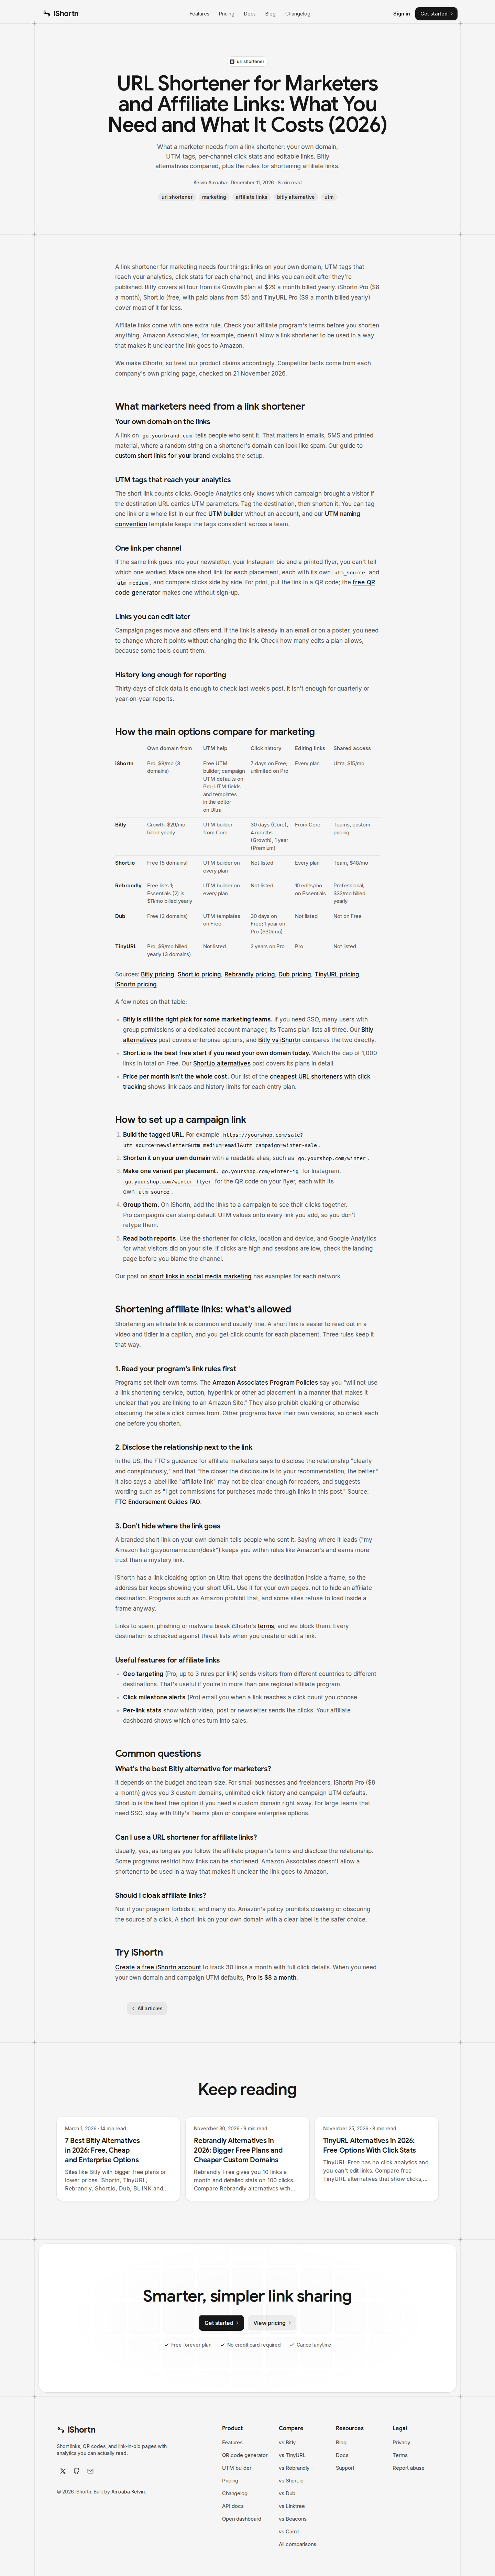 iShortn
Features
Pricing
Docs
Blog
Changelog
Sign in
Get started
url shortener
URL Shortener for Marketers
and Affiliate Links: What You
Need and What It Costs (2026)
What a marketer needs from a link shortener: your own domain,
UTM tags, per-channel click stats and editable links. Bitly
alternatives compared, plus the rules for shortening affiliate links.
Kelvin Amoaba · December 11, 2026 · 8 min read
url shortener
marketing
affiliate links
bitly alternative
utm
A link shortener for marketing needs four things: links on your own domain, UTM tags that
reach your analytics, click stats for each channel, and links you can edit after they're
published. Bitly covers all four from its Growth plan at $29 a month billed yearly. iShortn Pro ($8
a month), Short.io (free, with paid plans from $5) and TinyURL Pro ($9 a month billed yearly)
cover most of it for less.
Affiliate links come with one extra rule. Check your affiliate program's terms before you shorten
anything. Amazon Associates, for example, doesn't allow a link shortener to be used in a way
that makes it unclear the link goes to Amazon.
We make iShortn, so treat our product claims accordingly. Competitor facts come from each
company's own pricing page, checked on 21 November 2026.
What marketers need from a link shortener
Your own domain on the links
A link on go.yourbrand.com tells people who sent it. That matters in emails, SMS and printed
material, where a random string on a shortener's domain can look like spam. Our guide to
custom short links for your brand explains the setup.
UTM tags that reach your analytics
The short link counts clicks. Google Analytics only knows which campaign brought a visitor if
the destination URL carries UTM parameters. Tag the destination, then shorten it. You can tag
one link or a whole list in our free UTM builder without an account, and our UTM naming
convention template keeps the tags consistent across a team.
One link per channel
If the same link goes into your newsletter, your Instagram bio and a printed flyer, you can't tell
which one worked. Make one short link for each placement, each with its own utm_source and
utm_medium, and compare clicks side by side. For print, put the link in a QR code; the free QR
code generator makes one without sign-up.
Links you can edit later
Campaign pages move and offers end. If the link is already in an email or on a poster, you need
to change where it points without changing the link. Check how many edits a plan allows,
because some tools count them.
History long enough for reporting
Thirty days of click data is enough to check last week's post. It isn't enough for quarterly or
year-on-year reports.
How the main options compare for marketing
Own domain from
UTM help
Click history
Editing links
Shared access
iShortn
Pro, $8/mo (3
domains)
Free UTM
builder; campaign
UTM defaults on
Pro; UTM fields
and templates
in the editor
on Ultra
7 days on Free;
unlimited on Pro
Every plan
Ultra, $15/mo
Bitly
Growth, $29/mo
billed yearly
UTM builder
from Core
30 days (Core),
4 months
(Growth), 1 year
(Premium)
From Core
Teams, custom
pricing
Short.io
Free (5 domains)
UTM builder on
every plan
Not listed
Every plan
Team, $48/mo
Rebrandly
Free lists 1;
Essentials (2) is
$11/mo billed yearly
UTM builder on
every plan
Not listed
10 edits/mo
on Essentials
Professional,
$32/mo billed
yearly
Dub
Free (3 domains)
UTM templates
on Free
30 days on
Free; 1 year on
Pro ($30/mo)
Not listed
Not on Free
TinyURL
Pro, $9/mo billed
yearly (3 domains)
Not listed
2 years on Pro
Pro
Not listed
Sources: Bitly pricing, Short.io pricing, Rebrandly pricing, Dub pricing, TinyURL pricing,
iShortn pricing.
A few notes on that table:
Bitly is still the right pick for some marketing teams. If you need SSO, many users with
group permissions or a dedicated account manager, its Teams plan lists all three. Our Bitly
alternatives post covers enterprise options, and Bitly vs iShortn compares the two directly.
Short.io is the best free start if you need your own domain today. Watch the cap of 1,000
links in total on Free. Our Short.io alternatives post covers its plans in detail.
Price per month isn't the whole cost. Our list of the cheapest URL shorteners with click
tracking shows link caps and history limits for each entry plan.
How to set up a campaign link
1. Build the tagged URL. For example https://yourshop.com/sale?
utm_source=newsletter&utm_medium=email&utm_campaign=winter-sale.
2. Shorten it on your own domain with a readable alias, such as go.yourshop.com/winter.
3. Make one variant per placement. go.yourshop.com/winter-ig for Instagram,
go.yourshop.com/winter-flyer for the QR code on your flyer, each with its
own utm_source.
4. Group them. On iShortn, add the links to a campaign to see their clicks together.
Pro campaigns can stamp default UTM values onto every link you add, so you don't
retype them.
5. Read both reports. Use the shortener for clicks, location and device, and Google Analytics
for what visitors did on your site. If clicks are high and sessions are low, check the landing
page before you blame the channel.
Our post on short links in social media marketing has examples for each network.
Shortening affiliate links: what's allowed
Shortening an affiliate link is common and usually fine. A short link is easier to read out in a
video and tidier in a caption, and you get click counts for each placement. Three rules keep it
that way.
1. Read your program's link rules first
Programs set their own terms. The Amazon Associates Program Policies say you "will not use
a link shortening service, button, hyperlink or other ad placement in a manner that makes it
unclear that you are linking to an Amazon Site." They also prohibit cloaking or otherwise
obscuring the site a click comes from. Other programs have their own versions, so check each
one before you shorten.
2. Disclose the relationship next to the link
In the US, the FTC's guidance for affiliate marketers says to disclose the relationship "clearly
and conspicuously," and that "the closer the disclosure is to your recommendation, the better."
It also says a label like "affiliate link" may not be clear enough for readers, and suggests
wording such as "I get commissions for purchases made through links in this post." Source:
FTC Endorsement Guides FAQ.
3. Don't hide where the link goes
A branded short link on your own domain tells people who sent it. Saying where it leads ("my
Amazon list: go.yourname.com/desk") keeps you within rules like Amazon's and earns more
trust than a mystery link.
iShortn has a link cloaking option on Ultra that opens the destination inside a frame, so the
address bar keeps showing your short URL. Use it for your own pages, not to hide an affiliate
destination. Programs such as Amazon prohibit that, and some sites refuse to load inside a
frame anyway.
Links to spam, phishing or malware break iShortn's terms, and we block them. Every
destination is checked against threat lists when you create or edit a link.
Useful features for affiliate links
Geo targeting (Pro, up to 3 rules per link) sends visitors from different countries to different
destinations. That's useful if you're in more than one regional affiliate program.
Click milestone alerts (Pro) email you when a link reaches a click count you choose.
Per-link stats show which video, post or newsletter sends the clicks. Your affiliate
dashboard shows which ones turn into sales.
Common questions
What's the best Bitly alternative for marketers?
It depends on the budget and team size. For small businesses and freelancers, iShortn Pro ($8
a month) gives you 3 custom domains, unlimited click history and campaign UTM defaults.
Short.io is the best free option if you need a custom domain right away. For large teams that
need SSO, stay with Bitly's Teams plan or compare enterprise options.
Can I use a URL shortener for affiliate links?
Usually, yes, as long as you follow the affiliate program's terms and disclose the relationship.
Some programs restrict how links can be shortened. Amazon Associates doesn't allow a
shortener to be used in a way that makes it unclear the link goes to Amazon.
Should I cloak affiliate links?
Not if your program forbids it, and many do. Amazon's policy prohibits cloaking or obscuring
the source of a click. A short link on your own domain with a clear label is the safer choice.
Try iShortn
Create a free iShortn account to track 30 links a month with full click details. When you need
your own domain and campaign UTM defaults, Pro is $8 a month.
All articles
Keep reading
March 1, 2026 · 14 min read
7 Best Bitly Alternatives
in 2026: Free, Cheap
and Enterprise Options
Sites like Bitly with bigger free plans or
lower prices. iShortn, TinyURL,
Rebrandly, Short.io, Dub, BL.INK and...
November 30, 2026 · 9 min read
Rebrandly Alternatives in
2026: Bigger Free Plans and
Cheaper Custom Domains
Rebrandly Free gives you 10 links a
month and detailed stats on 100 clicks.
Compare Rebrandly alternatives with...
November 25, 2026 · 8 min read
TinyURL Alternatives in 2026:
Free Options With Click Stats
TinyURL Free has no click analytics and
you can't edit links. Compare free
TinyURL alternatives that show clicks,...
Smarter, simpler link sharing
Get started
View pricing
Free forever plan
No credit card required
Cancel anytime
iShortn
Short links, QR codes, and link-in-bio pages with
analytics you can actually read.
© 2026 iShortn. Built by Amoaba Kelvin.
Product
Features
QR code generator
UTM builder
Pricing
Changelog
API docs
Open dashboard
Compare
vs Bitly
vs TinyURL
vs Rebrandly
vs Short.io
vs Dub
vs Linktree
vs Beacons
vs Carrd
All comparisons
Resources
Blog
Docs
Support
Legal
Privacy
Terms
Report abuse